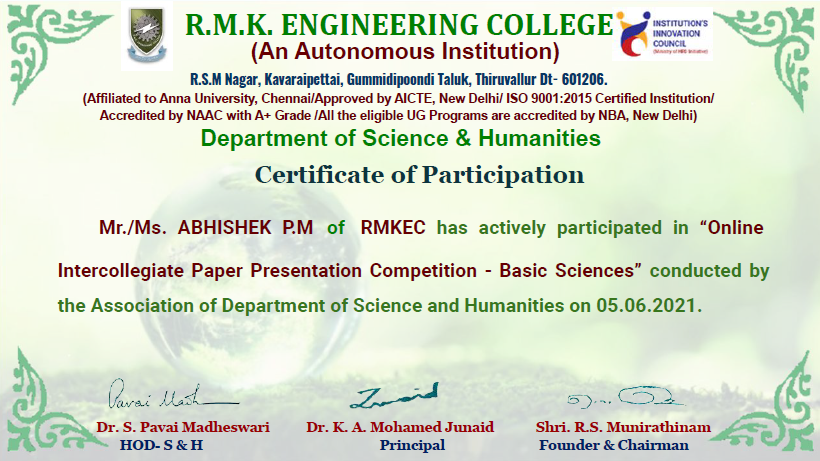 R.M.K. ENGINEERING COLLEGE
INSTITUTION'S
INNOVATION
COUNCIL
(Ministry of HRD Initiative)
(An Autonomous Institution)
R.S.M Nagar, Kavaraipettai, Gummidipoondi Taluk, Thiruvallur Dt- 601206.
(Affiliated to Anna University, Chennai/Approved by AICTE, New Delhi/ ISO 9001:2015 Certified Institution/
Accredited by NAAC with A+ Grade /All the eligible UG Programs are accredited by NBA, New Delhi)
Department of Science & Humanities
Certificate of Participation
Mr./Ms. ABHISHEK P.M of RMKEC has actively participated in “Online
Intercollegiate Paper Presentation Competition - Basic Sciences” conducted by
the Association of Department of Science and Humanities on 05.06.2021.
Dr. S. Pavai Madheswari
HOD- S & H
Dr. K. A. Mohamed Junaid
Principal
Shri. R.S. Munirathinam
Founder & Chairman